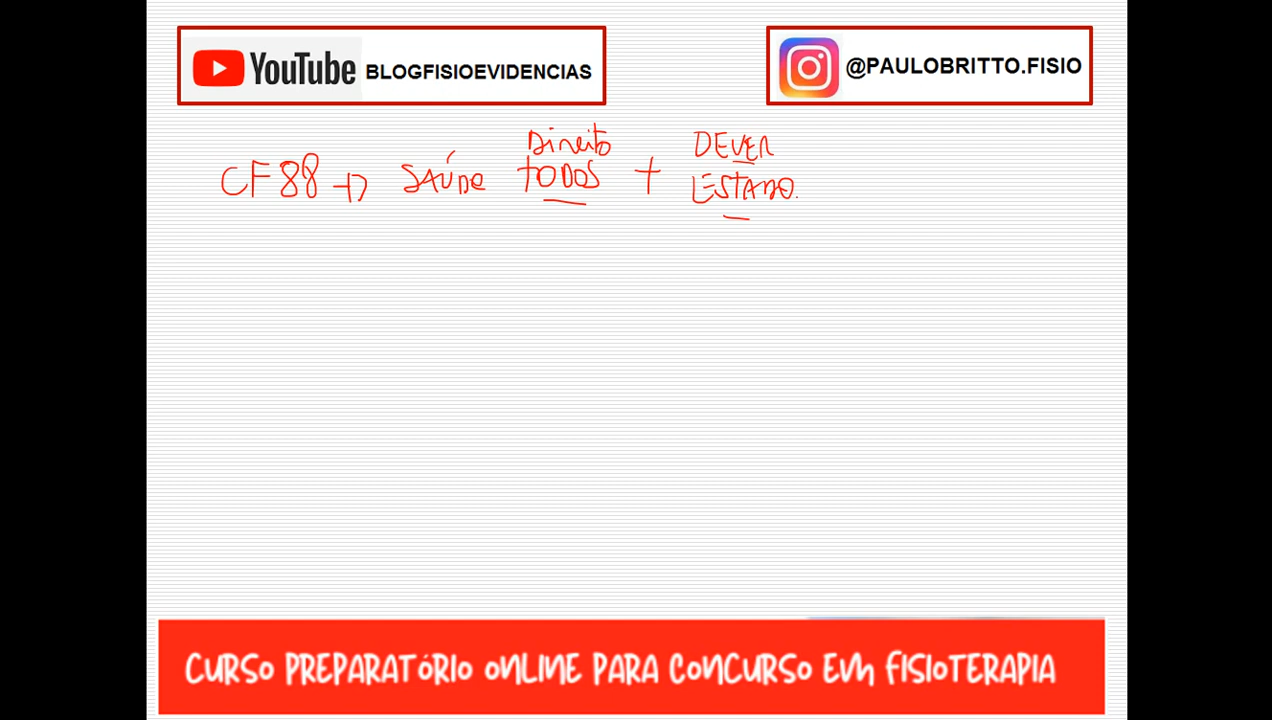 YouTube BLOGFISIOEVIDENCIAS
@PAULOBRITTO.FISIO
Direito DEVER
CF88 → SAÚDE TODOS + ESTADO.
CURSO PREPARATÓRIO ONLINE PARA CONCURSO EM FISIOTERAPIA